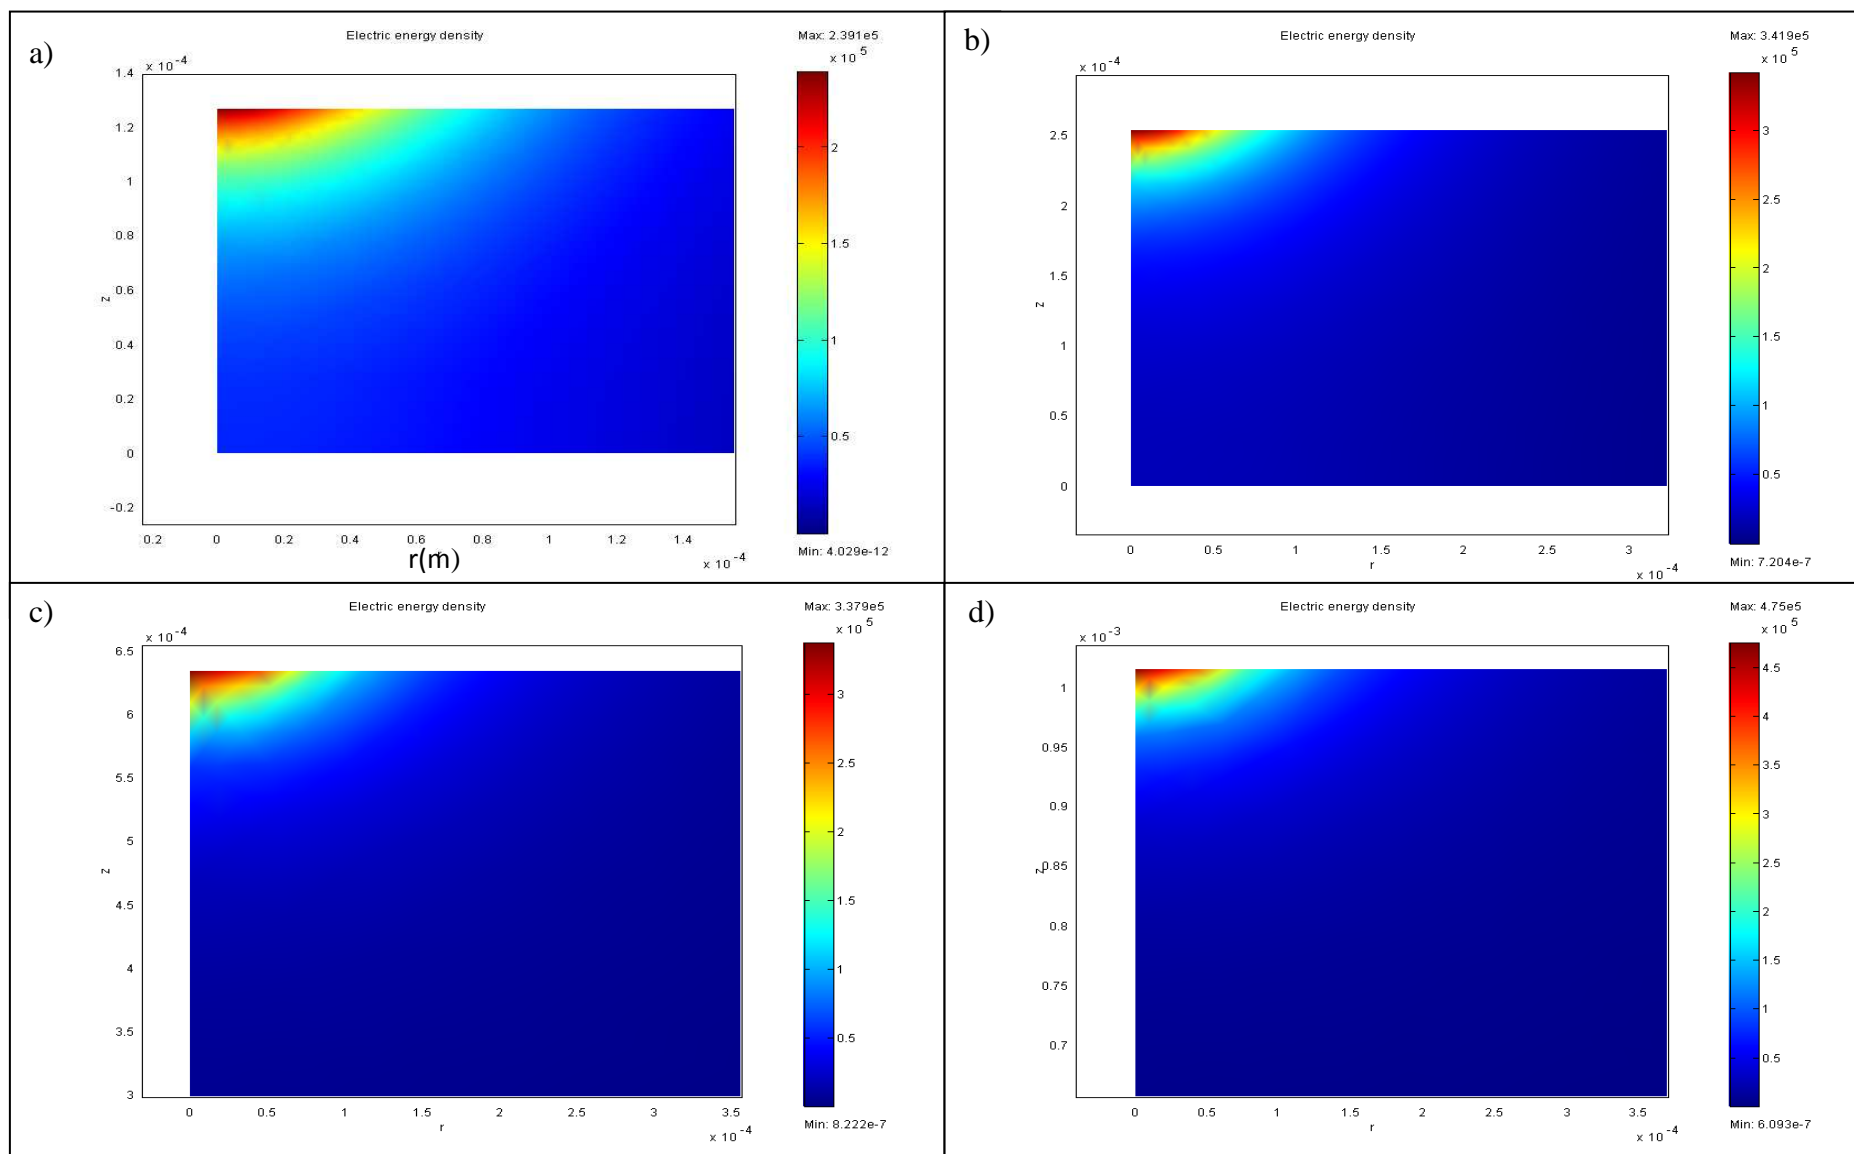 a)
Electric energy density
Max: 2.391e5
x 10 5
x 10 -4
1.4
1.2
1
0.8
0.6
0.4
0.2
0
-0.2
z
2
1.5
1
0.5
0.2 0 0.2 0.4 0.6 0.8 1 1.2 1.4
r(m)
x 10 -4
Min: 4.029e-12
b)
Electric energy density
Max: 3.419e5
x 10 5
x 10 -4
2.5
2
1.5
1
0.5
0
z
3
2.5
2
1.5
1
0.5
0 0.5 1 1.5 2 2.5 3
r
x 10 -4
Min: 7.204e-7
c)
Electric energy density
Max: 3.379e5
x 10 5
x 10 -4
6.5
6
5.5
5
4.5
4
3.5
3
z
3
2.5
2
1.5
1
0.5
0 0.5 1 1.5 2 2.5 3 3.5
r
x 10 -4
Min: 8.222e-7
d)
Electric energy density
Max: 4.75e5
x 10 5
x 10 -3
1
0.95
0.9
0.85
0.8
0.75
0.7
z
4.5
4
3.5
3
2.5
2
1.5
1
0.5
0 0.5 1 1.5 2 2.5 3 3.5
r
x 10 -4
Min: 6.093e-7